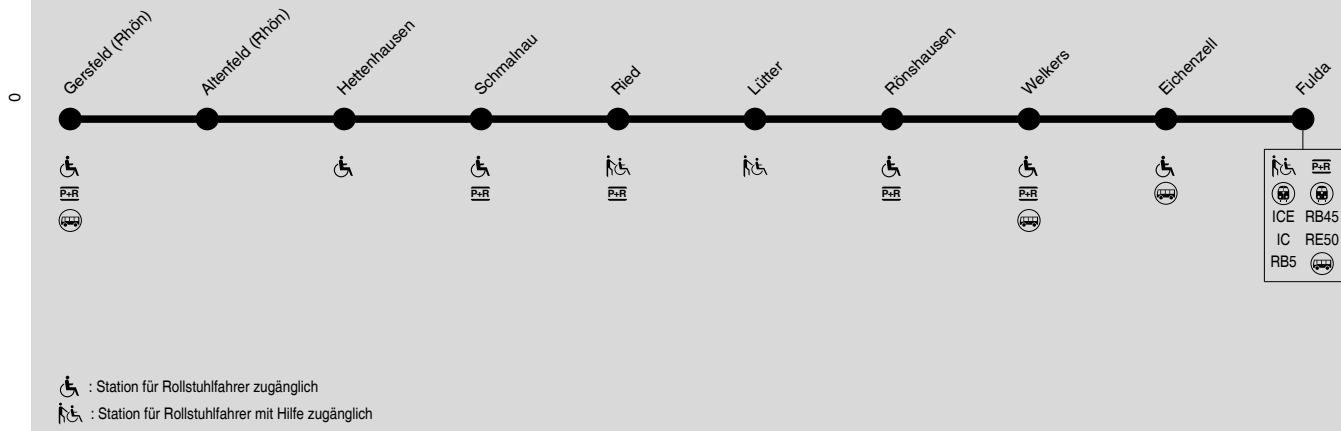 0
Gersfeld (Rhön)
Altenfeld (Rhön)
Hettenhausen
Schmalnau
Ried
Lütter
Rönshausen
Welkers
Eichenzell
Fulda
P+R
P+R
P+R
P+R
P+R
P+R
ICE RB45
IC RE50
RB5
: Station für Rollstuhlfahrer zugänglich
: Station für Rollstuhlfahrer mit Hilfe zugänglich